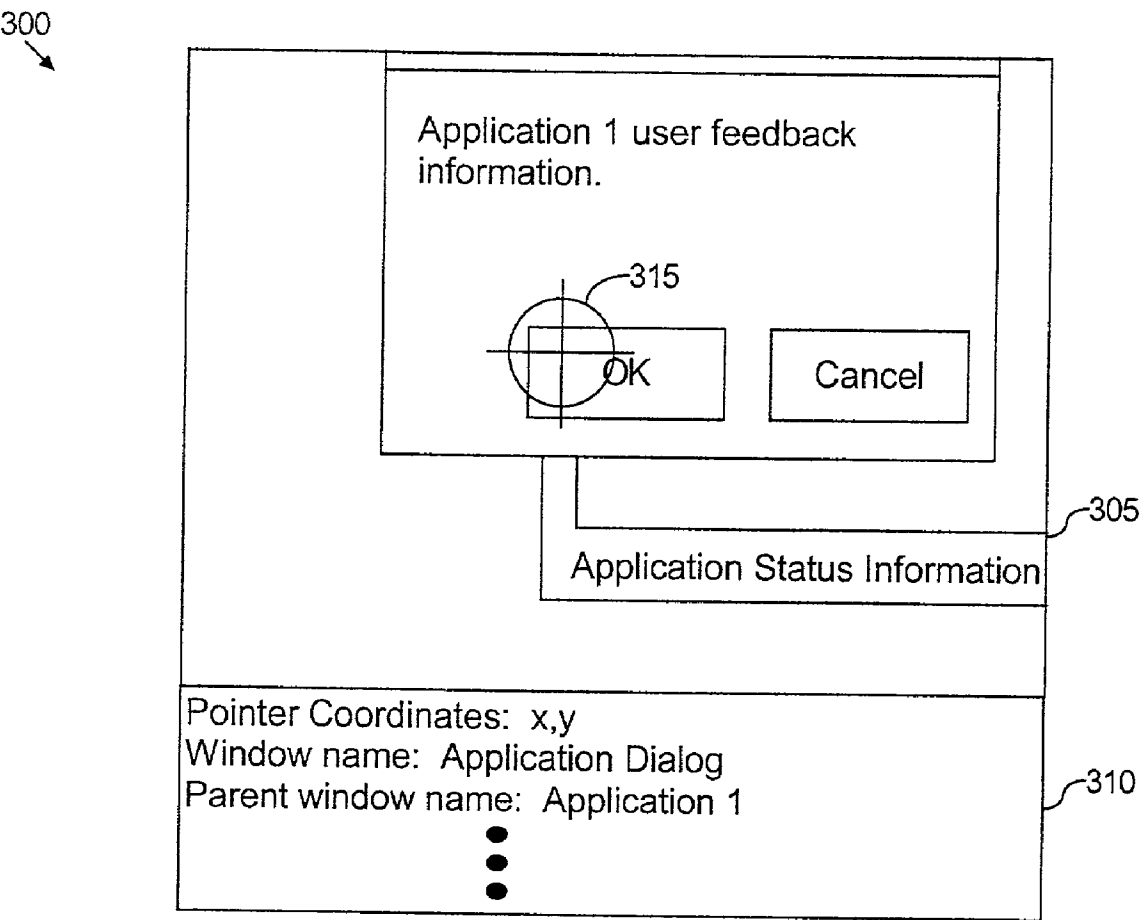 300
Application 1 user feedback
information.
315
OK
Cancel
305
Application Status Information
Pointer Coordinates: x,y
Window name: Application Dialog
Parent window name: Application 1
310